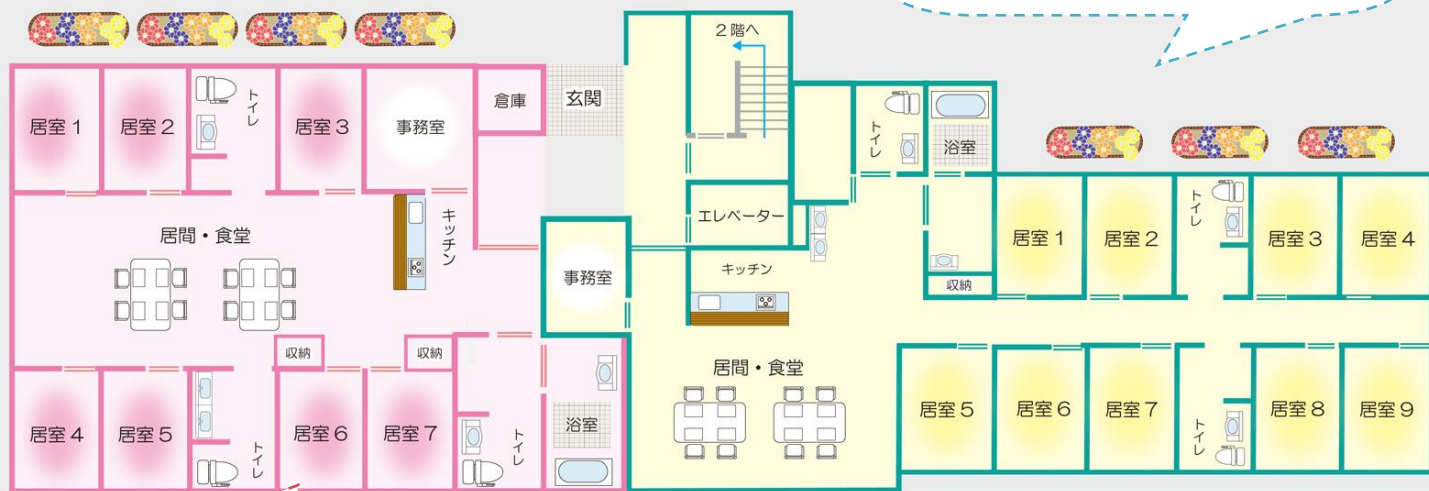 2階へ
居室1
居室2
トイレ
居室3
事務室
倉庫
玄関
トイレ
浴室
居間・食堂
キッチン
エレベーター
居室1
居室2
トイレ
居室3
居室4
事務室
キッチン
収納
収納
収納
居室4
居室5
トイレ
居室6
居室7
トイレ
浴室
居間・食堂
居室5
居室6
居室7
トイレ
居室8
居室9